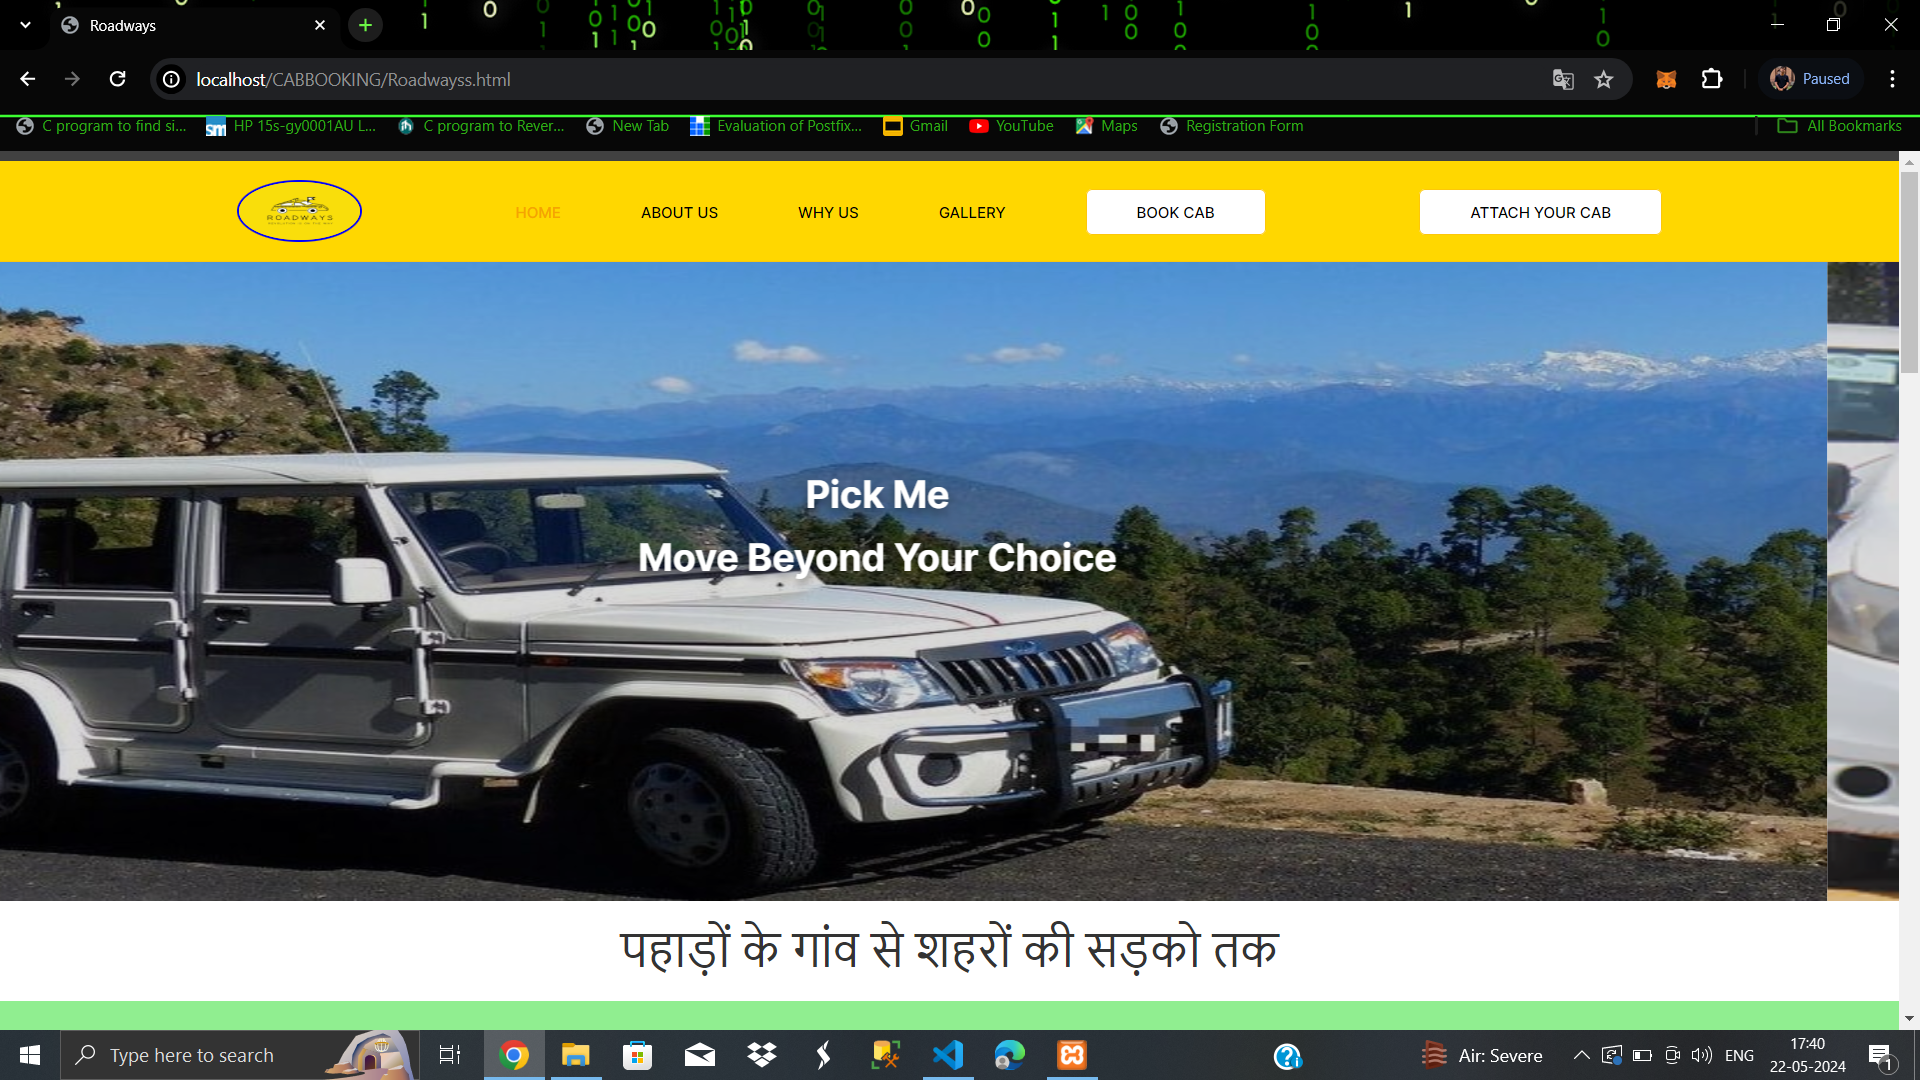 Roadways
localhost/CABBOOKING/Roadwayss.html
Paused
C program to find si...
HP 15s-gy0001AU L...
C program to Rever...
New Tab
Evaluation of Postfix...
Gmail
YouTube
Maps
Registration Form
All Bookmarks
ROADWAYS
HOME
ABOUT US
WHY US
GALLERY
BOOK CAB
ATTACH YOUR CAB
Pick Me
Move Beyond Your Choice
पहाड़ों के गांव से शहरों की सड़को तक
Type here to search
Air: Severe
ENG
17:40
22-05-2024
1